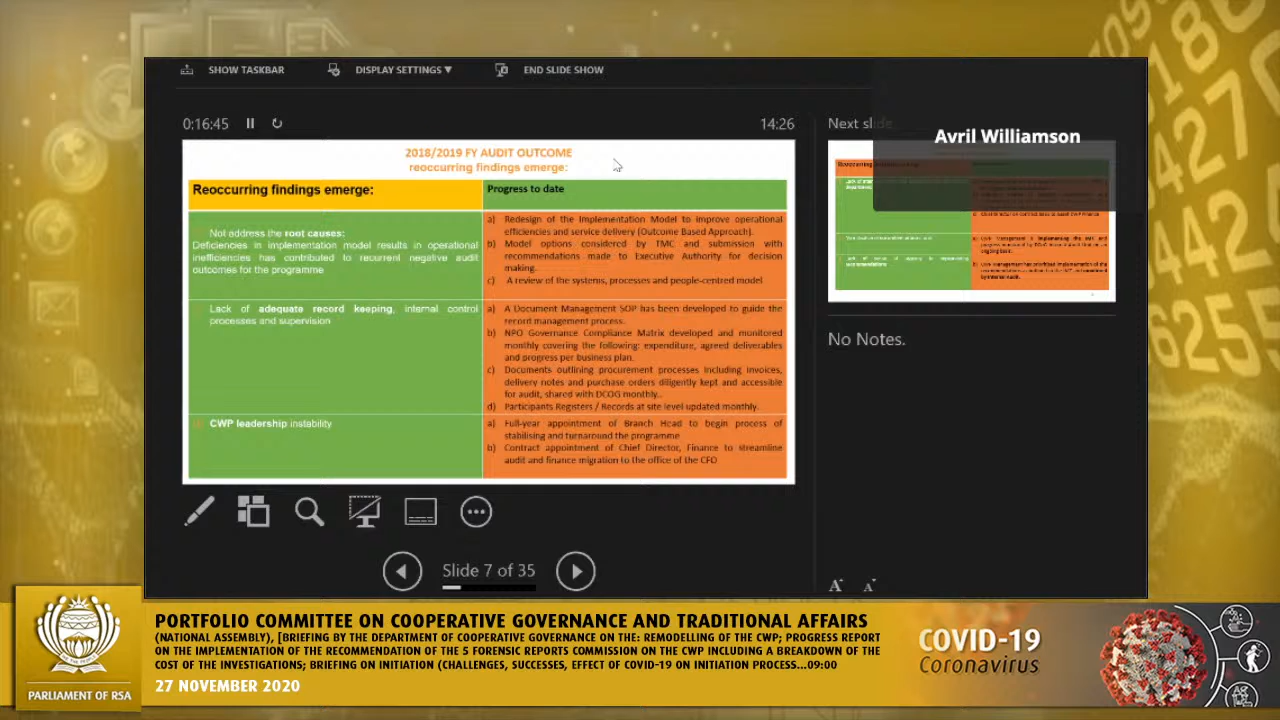 SHOW TASKBAR
DISPLAY SETTINGS ▼
END SLIDE SHOW
0:16:45
14:26
Next slide
Avril Williamson
2018/2019 FY AUDIT OUTCOME
reoccurring findings emerge:
Reoccurring findings emerge:
Progress to date
Not address the root causes:
Deficiencies in implementation model results in operational
inefficiencies has contributed to recurrent negative audit
outcomes for the programme
a) Redesign of the Implementation Model to improve operational
efficiencies and service delivery (Outcome Based Approach).
b) Model options considered by TMC and submission with
recommendations made to Executive Authority for decision
making.
c) A review of the systems, processes and people-centred model
Lack of adequate record keeping, internal control
processes and supervision
a) A Document Management SOP has been developed to guide the
record management process.
b) NPO Governance Compliance Matrix developed and monitored
monthly covering the following: expenditure, agreed deliverables
and progress per business plan.
c) Documents outlining procurement processes including invoices,
delivery notes and purchase orders diligently kept and accessible
for audit, shared with DCOG monthly..
d) Participants Registers / Records at site level updated monthly.
CWP leadership instability
a) Full-year appointment of Branch Head to begin process of
stabilising and turnaround the programme
b) Contract appointment of Chief Director, Finance to streamline
audit and finance migration to the office of the CFO
No Notes.
Slide 7 of 35
PORTFOLIO COMMITTEE ON COOPERATIVE GOVERNANCE AND TRADITIONAL AFFAIRS
(NATIONAL ASSEMBLY), [BRIEFING BY THE DEPARTMENT OF COOPERATIVE GOVERNANCE ON THE: REMODELLING OF THE CWP; PROGRESS REPORT
ON THE IMPLEMENTATION OF THE RECOMMENDATION OF THE 5 FORENSIC REPORTS COMMISSION ON THE CWP INCLUDING A BREAKDOWN OF THE
COST OF THE INVESTIGATIONS; BRIEFING ON INITIATION (CHALLENGES, SUCCESSES, EFFECT OF COVID-19 ON INITIATION PROCESS...09:00
27 NOVEMBER 2020
PARLIAMENT OF RSA
COVID-19
Coronavirus